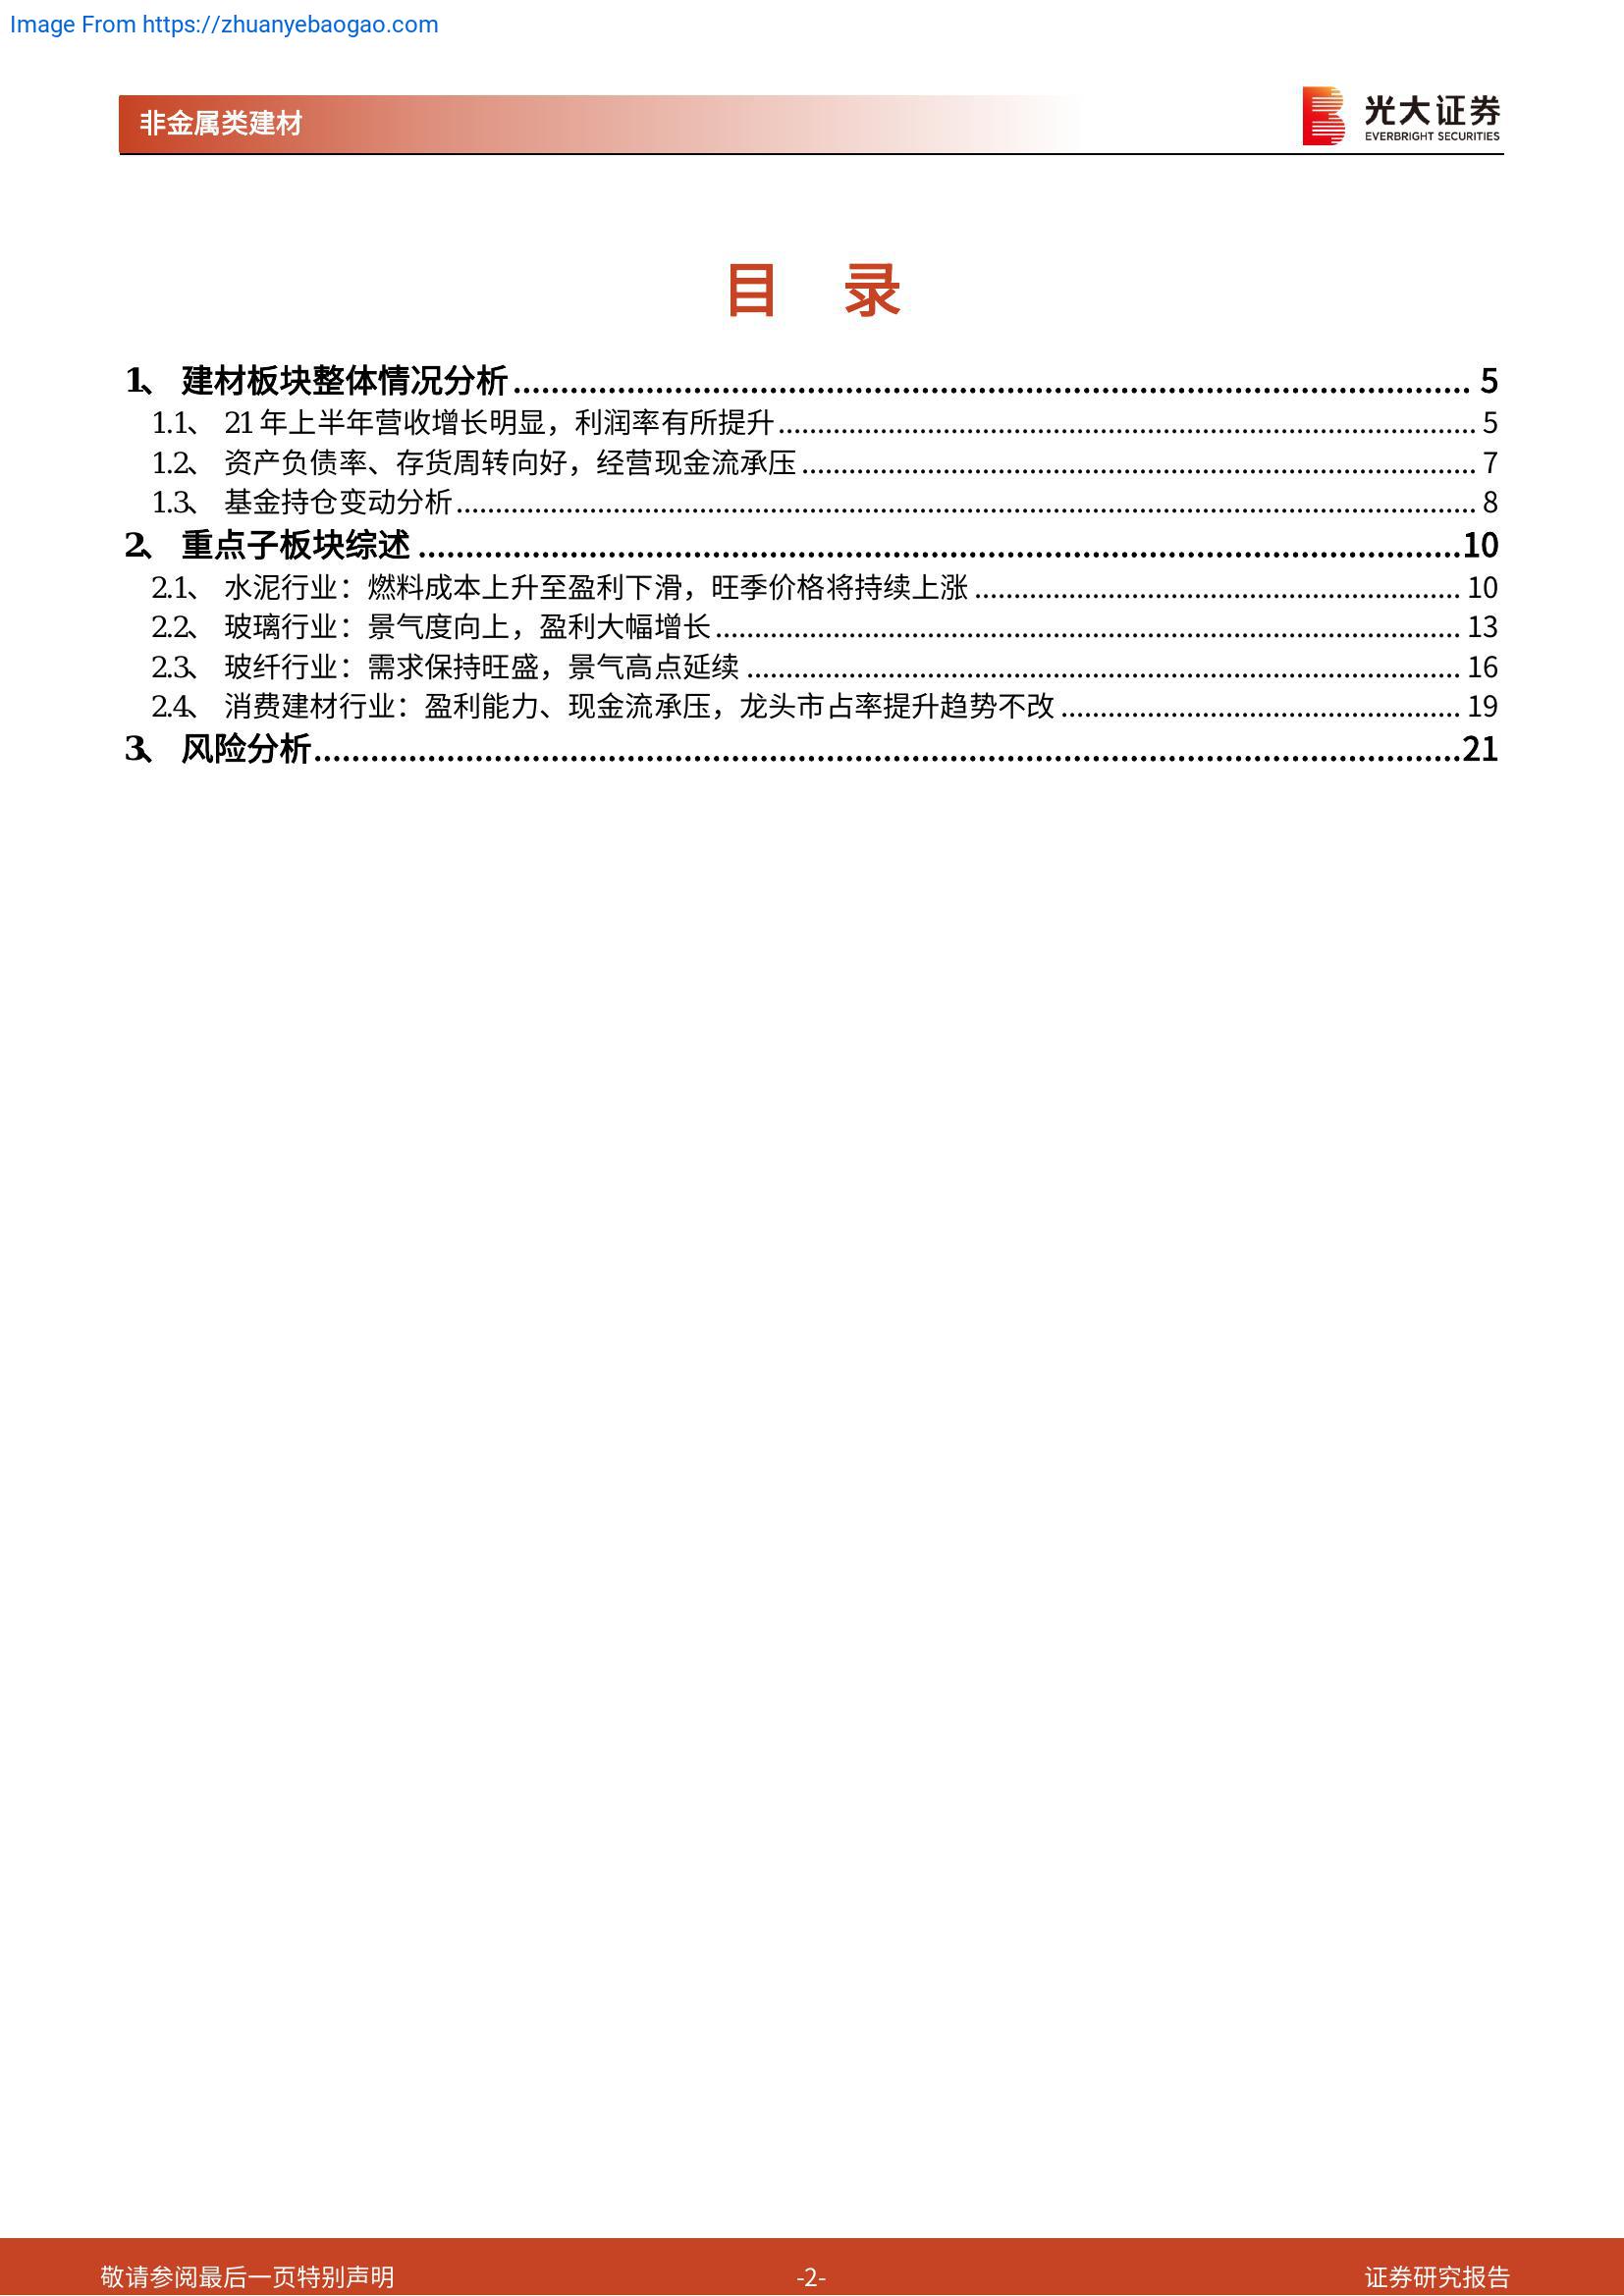 Image From https://zhuanyebaogao.com
非金属类建材
光大证券
EVERBRIGHT SECURITIES
目 录
1、 建材板块整体情况分析 5
1.1、 21 年上半年营收增长明显，利润率有所提升 5
1.2、 资产负债率、存货周转向好，经营现金流承压 7
1.3、 基金持仓变动分析 8
2、 重点子板块综述 10
2.1、 水泥行业：燃料成本上升至盈利下滑，旺季价格将持续上涨 10
2.2、 玻璃行业：景气度向上，盈利大幅增长 13
2.3、 玻纤行业：需求保持旺盛，景气高点延续 16
2.4、 消费建材行业：盈利能力、现金流承压，龙头市占率提升趋势不改 19
3、 风险分析 21
敬请参阅最后一页特别声明 -2- 证券研究报告